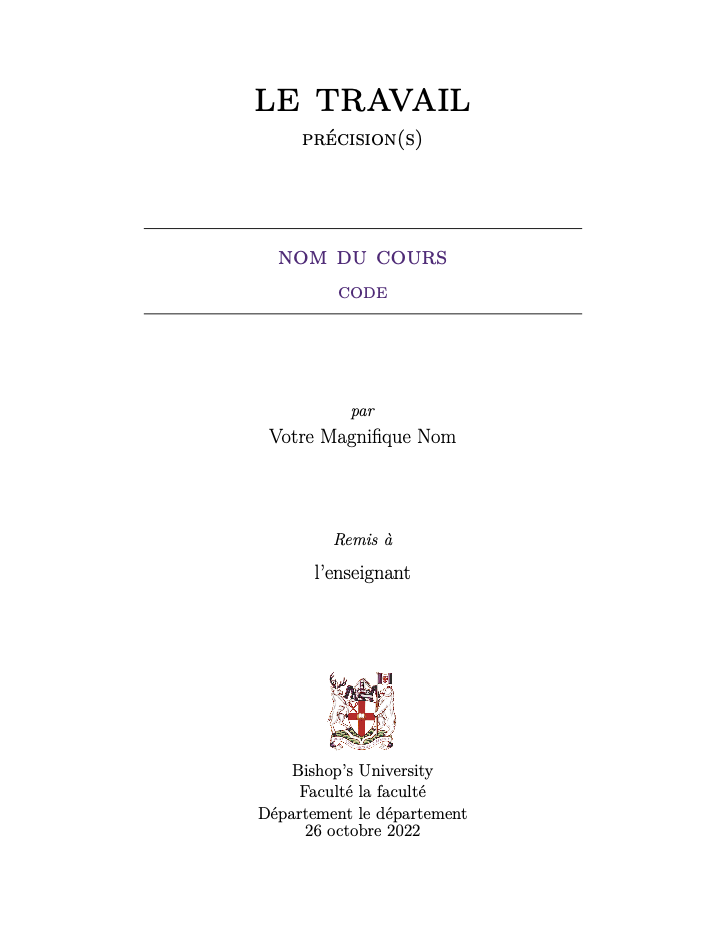 LE TRAVAIL
PRÉCISION(S)
NOM DU COURS
CODE
par
Votre Magnifique Nom
Remis à
l'enseignant
Bishop's University
Faculté la faculté
Département le département
26 octobre 2022